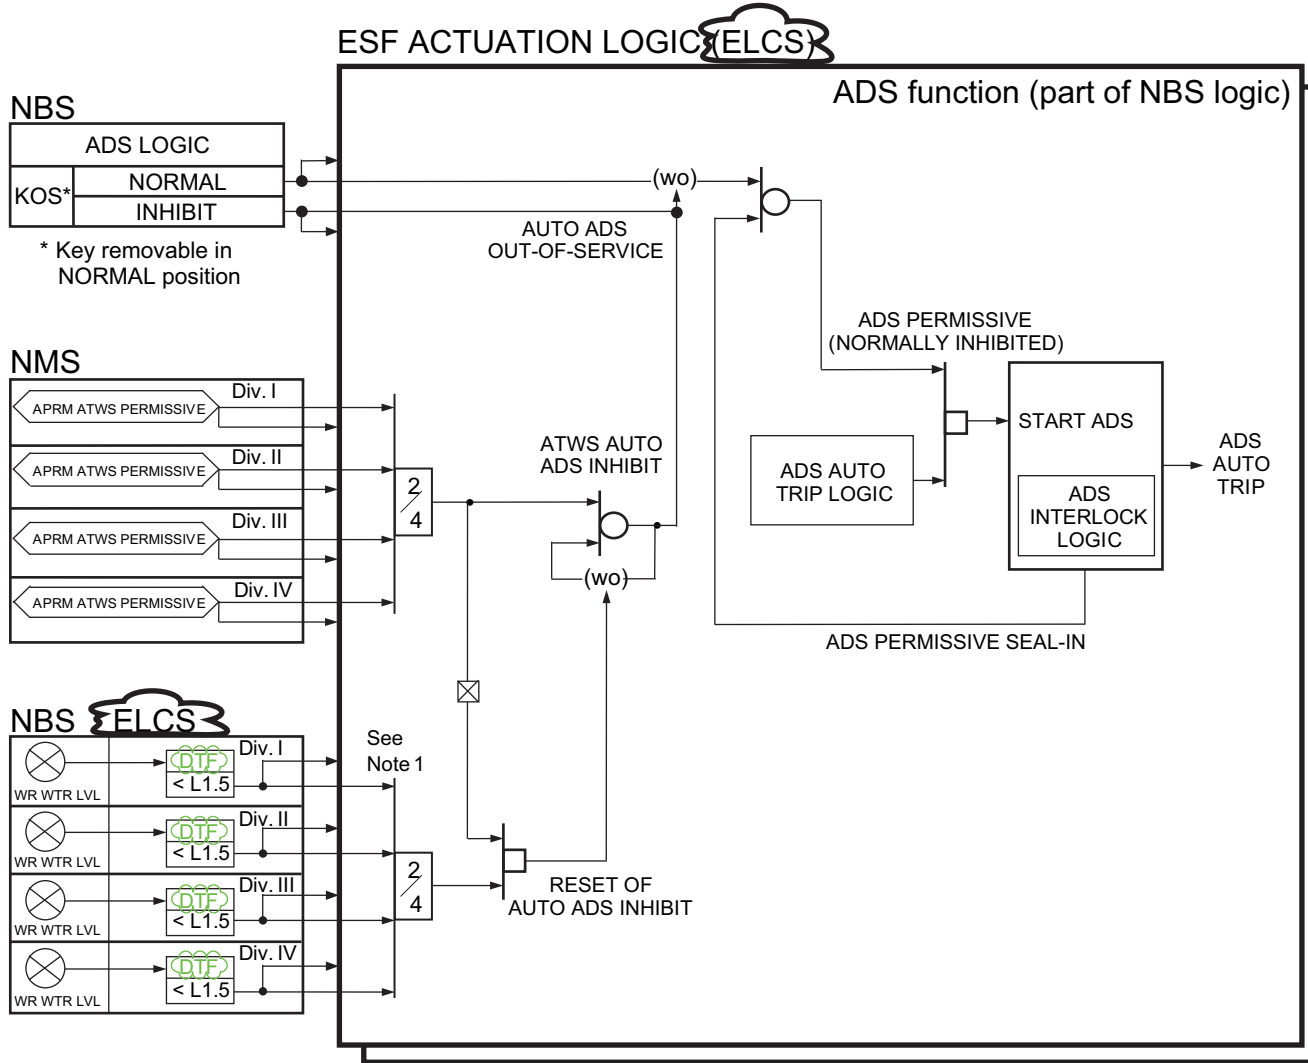 ESF ACTUATION LOGIC (ELCS)
ADS function (part of NBS logic)
NBS
ADS LOGIC
KOS*
NORMAL
INHIBIT
* Key removable in
NORMAL position
(wo)
AUTO ADS
OUT-OF-SERVICE
ADS PERMISSIVE
(NORMALLY INHIBITED)
NMS
APRM ATWS PERMISSIVE
Div. I
APRM ATWS PERMISSIVE
Div. II
APRM ATWS PERMISSIVE
Div. III
APRM ATWS PERMISSIVE
Div. IV
2
4
ATWS AUTO
ADS INHIBIT
(wo)
ADS AUTO
TRIP LOGIC
START ADS
ADS
INTERLOCK
LOGIC
ADS
AUTO
TRIP
ADS PERMISSIVE SEAL-IN
NBS ELCS
WR WTR LVL
DTF
< L1.5
Div. I
WR WTR LVL
DTF
< L1.5
Div. II
WR WTR LVL
DTF
< L1.5
Div. III
WR WTR LVL
DTF
< L1.5
Div. IV
See
Note 1
2
4
RESET OF
AUTO ADS INHIBIT